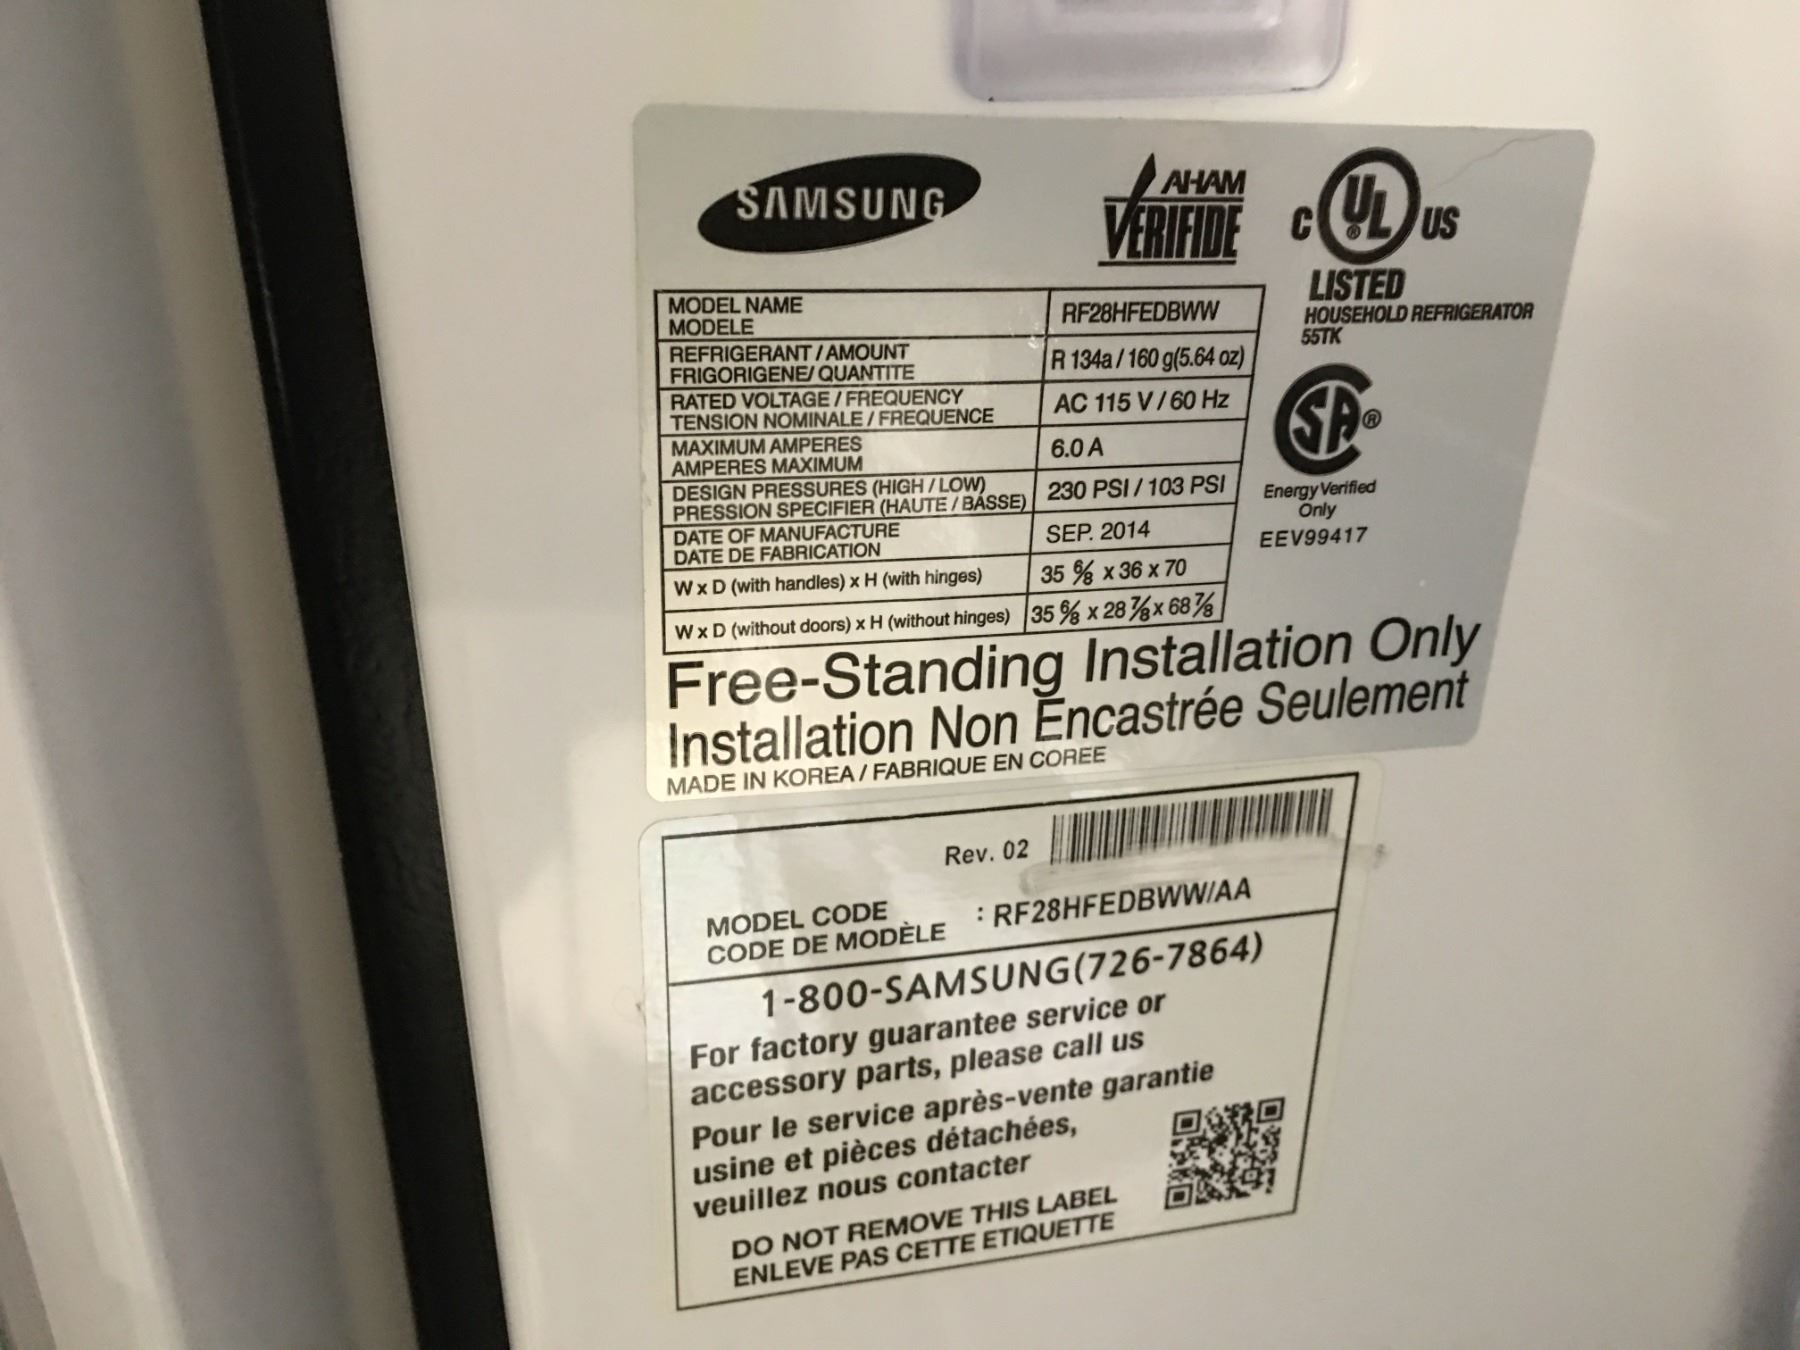 SAMSUNG
AHAM
VERIFIDE
C UL® US
LISTED
HOUSEHOLD REFRIGERATOR
55TK
MODEL NAME
MODELE
RF28HFEDBWW
REFRIGERANT / AMOUNT
FRIGORIGENE/ QUANTITE
R 134a / 160 g(5.64 oz)
RATED VOLTAGE / FREQUENCY
TENSION NOMINALE / FREQUENCE
AC 115 V / 60 Hz
MAXIMUM AMPERES
AMPERES MAXIMUM
6.0 A
DESIGN PRESSURES (HIGH / LOW)
PRESSION SPECIFIER (HAUTE / BASSE)
230 PSI / 103 PSI
DATE OF MANUFACTURE
DATE DE FABRICATION
SEP. 2014
W x D (with handles) x H (with hinges)
35 6/8 x 36 x 70
W x D (without doors) x H (without hinges)
35 6/8 x 28 7/8 x 68 7/8
SA®
Energy Verified
Only
EEV99417
Free-Standing Installation Only
Installation Non Encastrée Seulement
MADE IN KOREA / FABRIQUE EN COREE
Rev. 02
MODEL CODE
CODE DE MODÈLE
: RF28HFEDBWW/AA
1-800-SAMSUNG(726-7864)
For factory guarantee service or
accessory parts, please call us
Pour le service après-vente garantie
usine et pièces détachées,
veuillez nous contacter
DO NOT REMOVE THIS LABEL
ENLEVE PAS CETTE ETIQUETTE